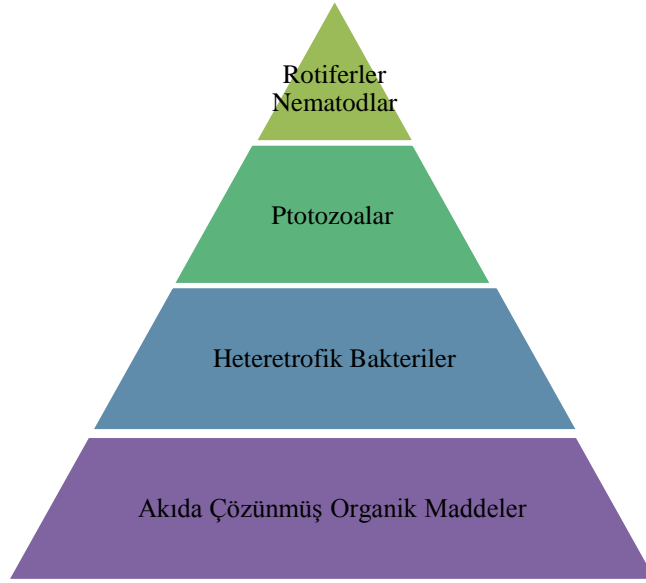 Rotiferler
Nematodlar
Ptotozoalar
Heteretrofik Bakteriler
Akıda Çözünmüş Organik Maddeler